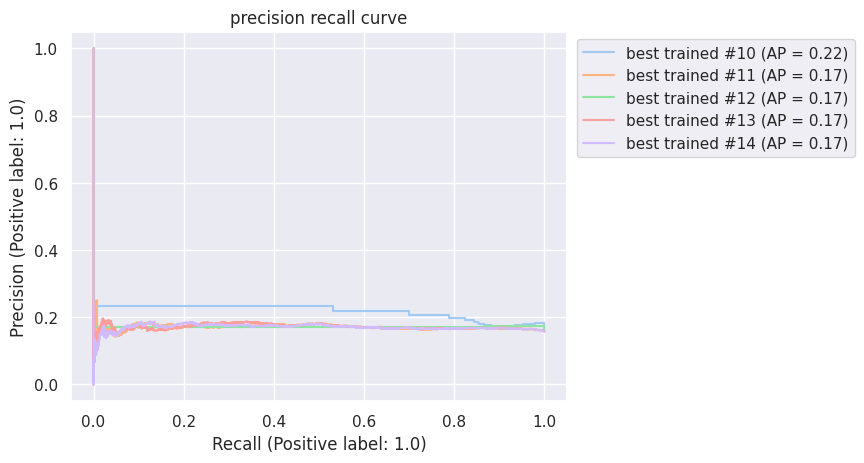 precision recall curve
best trained #10 (AP = 0.22)
best trained #11 (AP = 0.17)
best trained #12 (AP = 0.17)
best trained #13 (AP = 0.17)
best trained #14 (AP = 0.17)
Precision (Positive label: 1.0)
1.0
0.8
0.6
0.4
0.2
0.0
0.0 0.2 0.4 0.6 0.8 1.0
Recall (Positive label: 1.0)